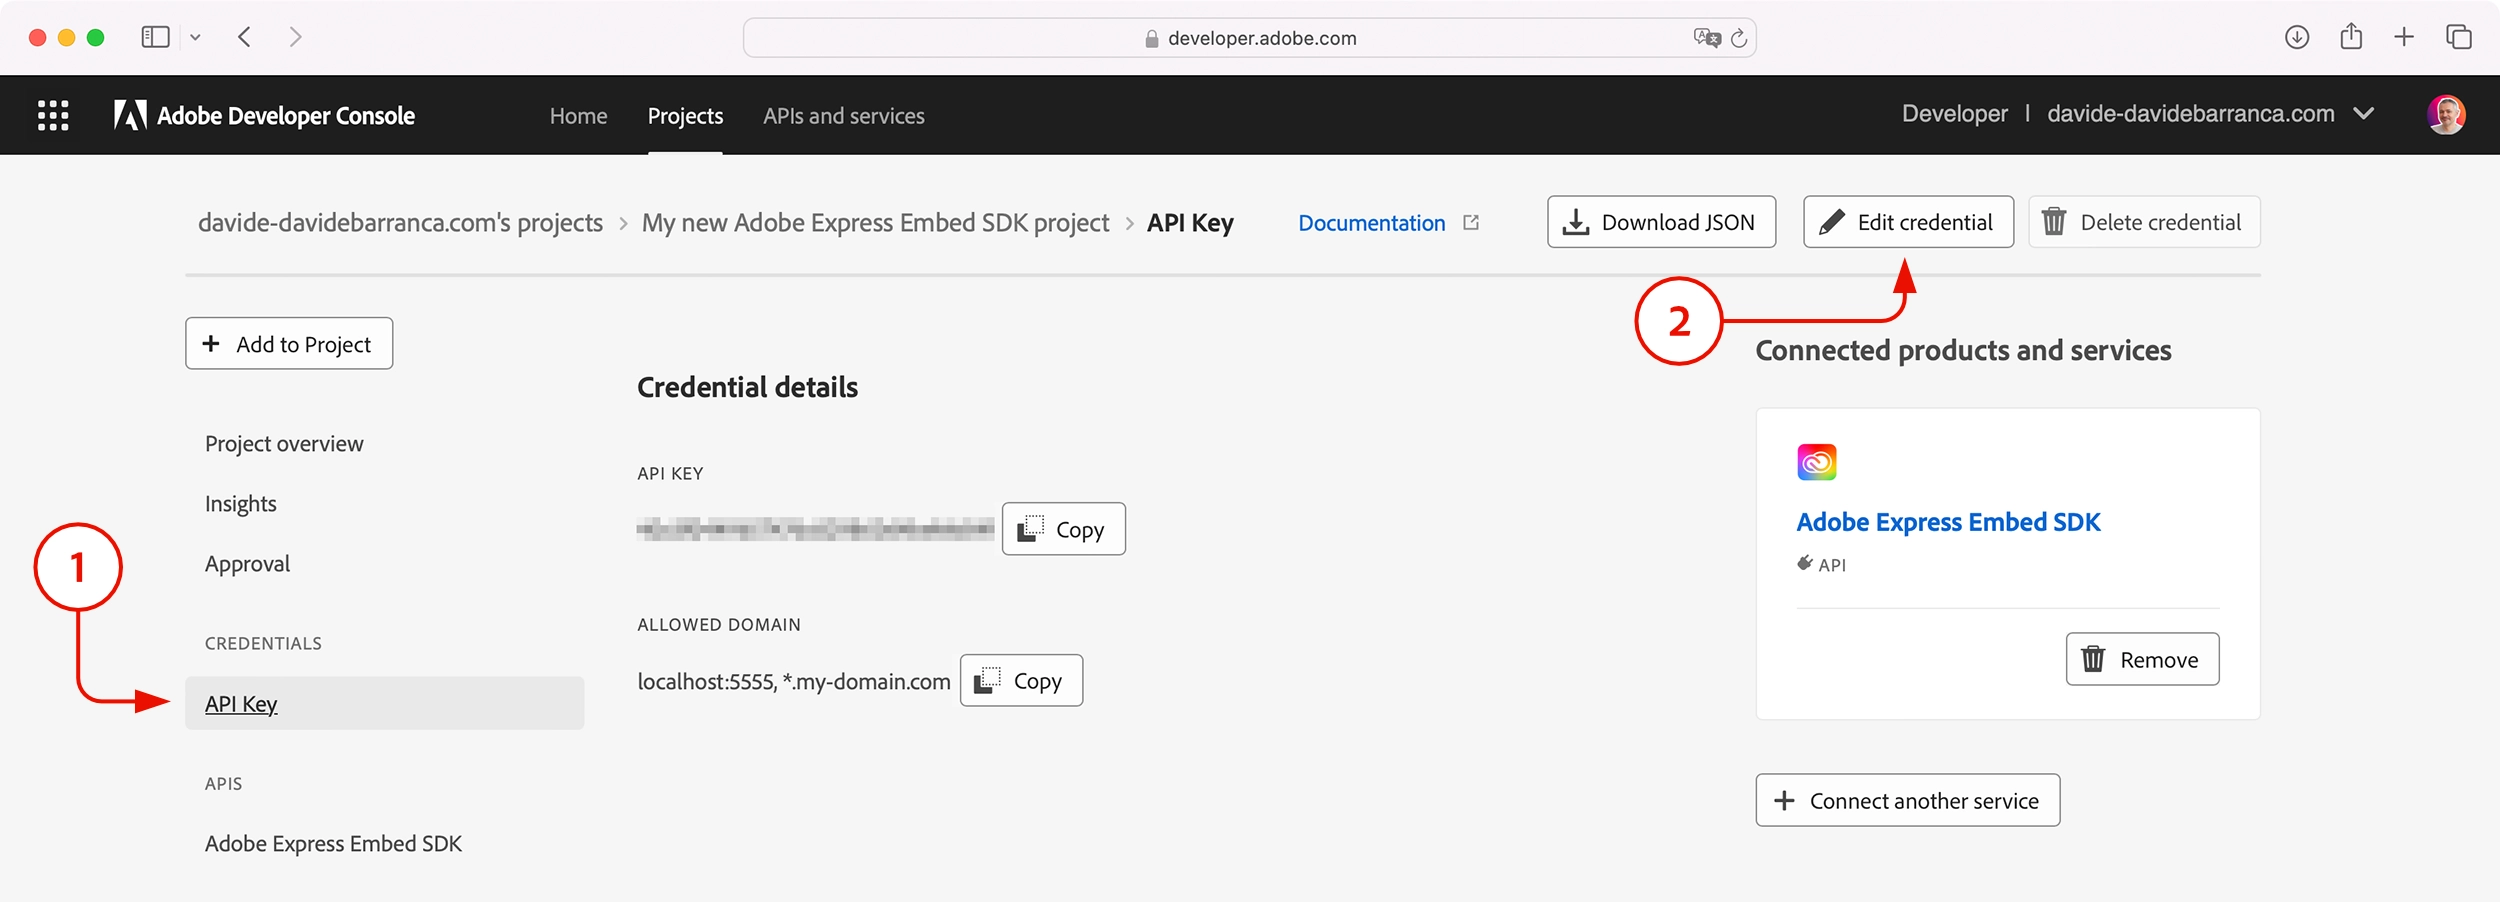 developer.adobe.com
Adobe Developer Console
Home
Projects
APIs and services
Developer | davide-davidebarranca.com
davide-davidebarranca.com's projects > My new Adobe Express Embed SDK project > API Key
Documentation
Download JSON
Edit credential
Delete credential
2
Add to Project
Connected products and services
Credential details
Project overview
API KEY
Insights
Copy
Adobe Express Embed SDK
API
Approval
1
ALLOWED DOMAIN
CREDENTIALS
localhost:5555, *.my-domain.com
Copy
Remove
API Key
APIS
Connect another service
Adobe Express Embed SDK